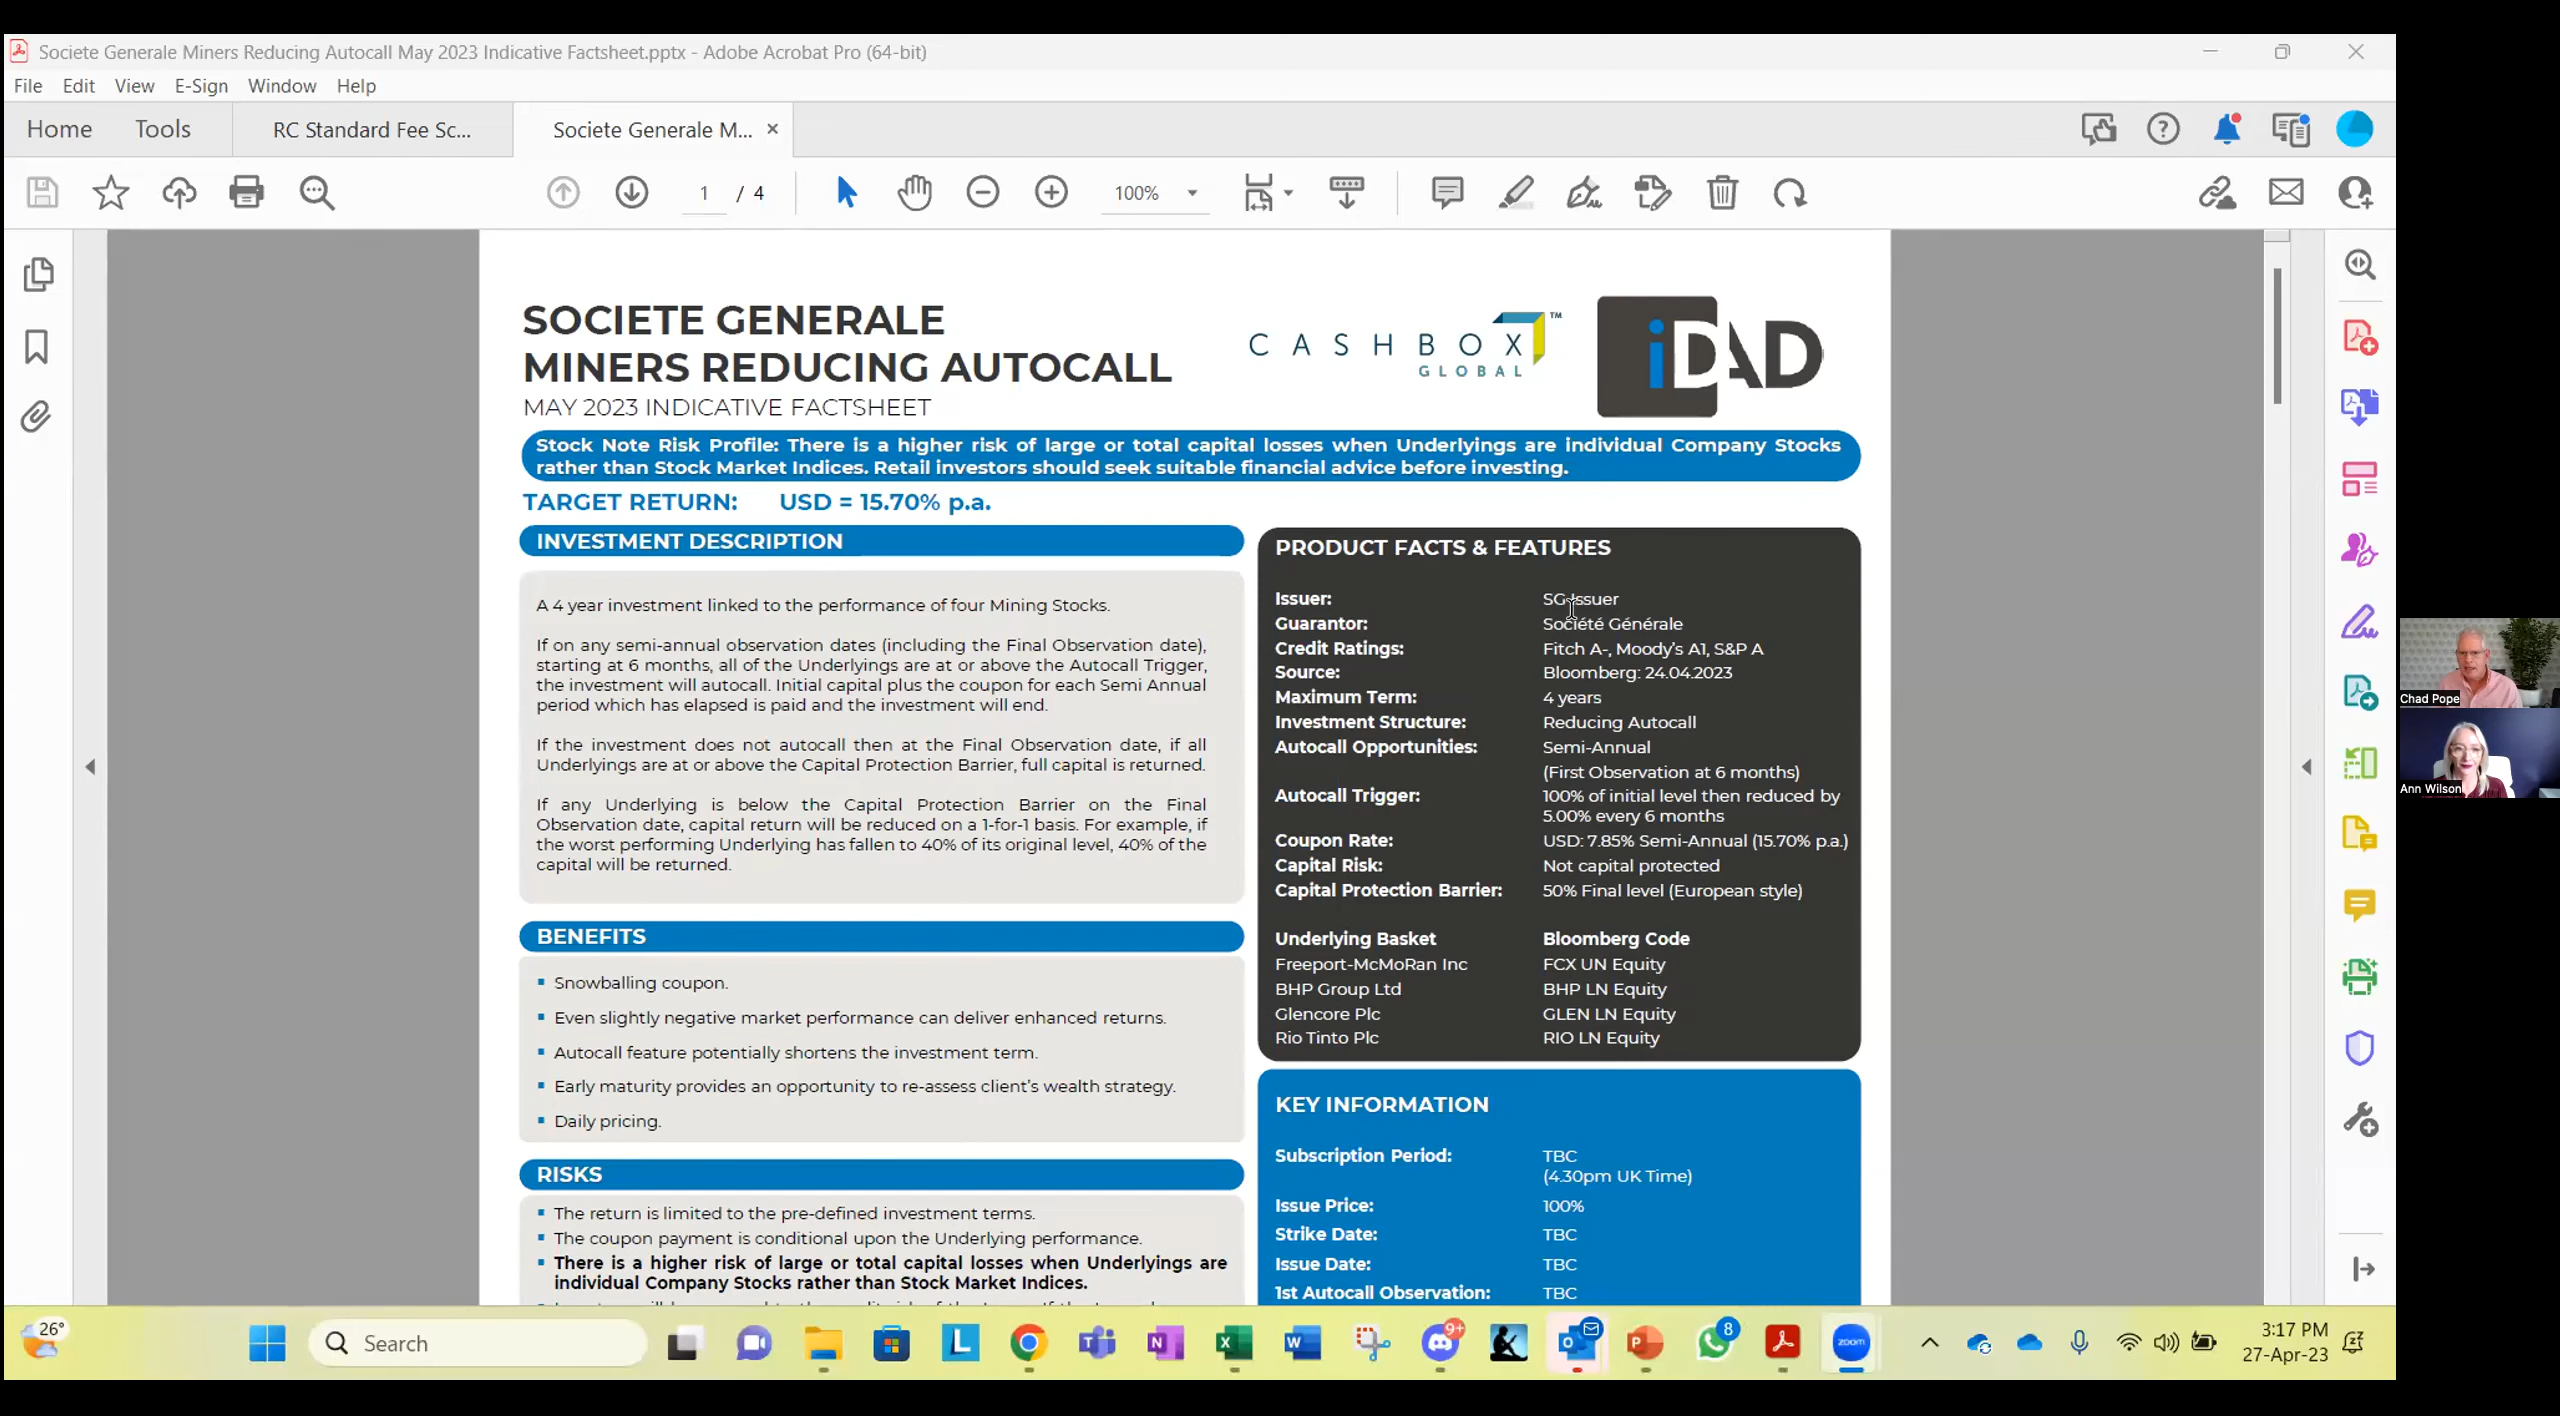 Societe Generale Miners Reducing Autocall May 2023 Indicative Factsheet.pptx - Adobe Acrobat Pro (64-bit)
File Edit View E-Sign Window Help
Home Tools RC Standard Fee Sc... Societe Generale M... ×
1 / 4 100%
SOCIETE GENERALE
MINERS REDUCING AUTOCALL
MAY 2023 INDICATIVE FACTSHEET
CASHBOX™
GLOBAL
iDAD
Stock Note Risk Profile: There is a higher risk of large or total capital losses when Underlyings are individual Company Stocks
rather than Stock Market Indices. Retail investors should seek suitable financial advice before investing.
TARGET RETURN: USD = 15.70% p.a.
INVESTMENT DESCRIPTION
A 4 year investment linked to the performance of four Mining Stocks.
If on any semi-annual observation dates (including the Final Observation date),
starting at 6 months, all of the Underlyings are at or above the Autocall Trigger,
the investment will autocall. Initial capital plus the coupon for each Semi Annual
period which has elapsed is paid and the investment will end.
If the investment does not autocall then at the Final Observation date, if all
Underlyings are at or above the Capital Protection Barrier, full capital is returned.
If any Underlying is below the Capital Protection Barrier on the Final
Observation date, capital return will be reduced on a 1-for-1 basis. For example, if
the worst performing Underlying has fallen to 40% of its original level, 40% of the
capital will be returned.
BENEFITS
▪ Snowballing coupon.
▪ Even slightly negative market performance can deliver enhanced returns.
▪ Autocall feature potentially shortens the investment term.
▪ Early maturity provides an opportunity to re-assess client's wealth strategy.
▪ Daily pricing.
RISKS
▪ The return is limited to the pre-defined investment terms.
▪ The coupon payment is conditional upon the Underlying performance.
▪ There is a higher risk of large or total capital losses when Underlyings are
individual Company Stocks rather than Stock Market Indices.
PRODUCT FACTS & FEATURES
Issuer: SG Issuer
Guarantor: Société Générale
Credit Ratings: Fitch A-, Moody's A1, S&P A
Source: Bloomberg: 24.04.2023
Maximum Term: 4 years
Investment Structure: Reducing Autocall
Autocall Opportunities: Semi-Annual
(First Observation at 6 months)
Autocall Trigger: 100% of initial level then reduced by
5.00% every 6 months
Coupon Rate: USD: 7.85% Semi-Annual (15.70% p.a.)
Capital Risk: Not capital protected
Capital Protection Barrier: 50% Final level (European style)
Underlying Basket Bloomberg Code
Freeport-McMoRan Inc FCX UN Equity
BHP Group Ltd BHP LN Equity
Glencore Plc GLEN LN Equity
Rio Tinto Plc RIO LN Equity
KEY INFORMATION
Subscription Period: TBC
(4.30pm UK Time)
Issue Price: 100%
Strike Date: TBC
Issue Date: TBC
1st Autocall Observation: TBC
Chad Pope
Ann Wilson
26° Search L 9+ 8 zoom 3:17 PM
27-Apr-23